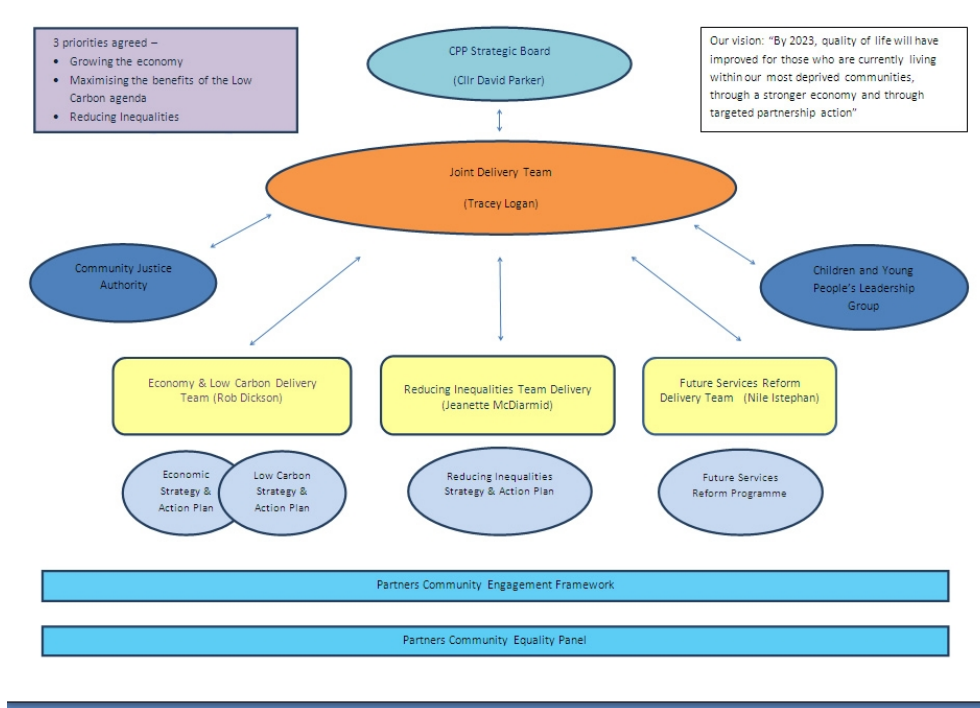 3 priorities agreed –
• Growing the economy
• Maximising the benefits of the Low
Carbon agenda
• Reducing Inequalities
CPP Strategic Board
(Cllr David Parker)
Our vision: "By 2023, quality of life will have
improved for those who are currently living
within our most deprived communities,
through a stronger economy and through
targeted partnership action"
Joint Delivery Team
(Tracey Logan)
Community Justice
Authority
Children and Young
People's Leadership
Group
Economy & Low Carbon Delivery
Team (Rob Dickson)
Reducing Inequalities Team Delivery
(Jeanette McDiarmid)
Future Services Reform
Delivery Team (Nile Istephan)
Economic
Strategy &
Action Plan
Low Carbon
Strategy &
Action Plan
Reducing Inequalities
Strategy & Action Plan
Future Services
Reform Programme
Partners Community Engagement Framework
Partners Community Equality Panel